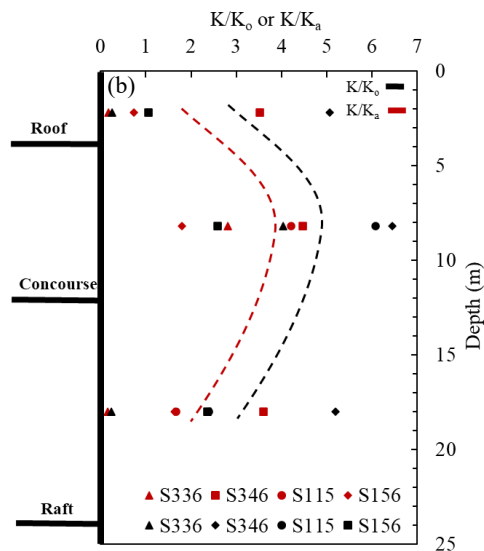 K/Kₒ or K/Kₐ
0 1 2 3 4 5 6 7
(b)
K/Kₒ
K/Kₐ
Roof
Concourse
Raft
0
5
10
15
20
25
Depth (m)
S336 S346 S115 S156
S336 S346 S115 S156